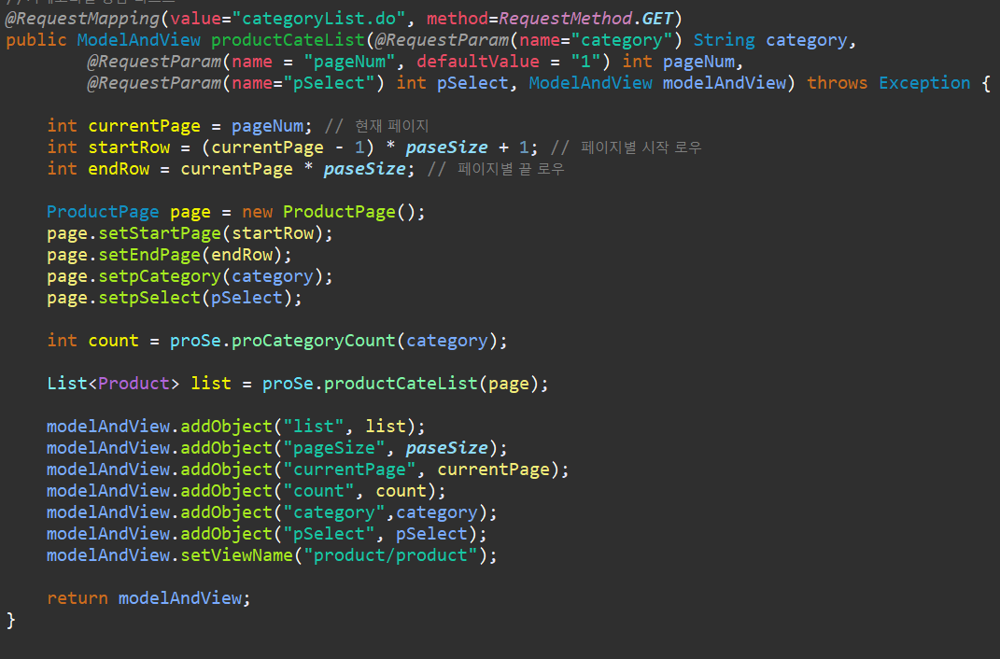 @RequestMapping(value="categoryList.do", method=RequestMethod.GET)
public ModelAndView productCateList(@RequestParam(name="category") String category,
@RequestParam(name = "pageNum", defaultValue = "1") int pageNum,
@RequestParam(name="pSelect") int pSelect, ModelAndView modelAndView) throws Exception {
int currentPage = pageNum; // 현재 페이지
int startRow = (currentPage - 1) * paseSize + 1; // 페이지별 시작 로우
int endRow = currentPage * paseSize; // 페이지별 끝 로우
ProductPage page = new ProductPage();
page.setStartPage(startRow);
page.setEndPage(endRow);
page.setpCategory(category);
page.setpSelect(pSelect);
int count = proSe.proCategoryCount(category);
List<Product> list = proSe.productCateList(page);
modelAndView.addObject("list", list);
modelAndView.addObject("pageSize", paseSize);
modelAndView.addObject("currentPage", currentPage);
modelAndView.addObject("count", count);
modelAndView.addObject("category",category);
modelAndView.addObject("pSelect", pSelect);
modelAndView.setViewName("product/product");
return modelAndView;
}